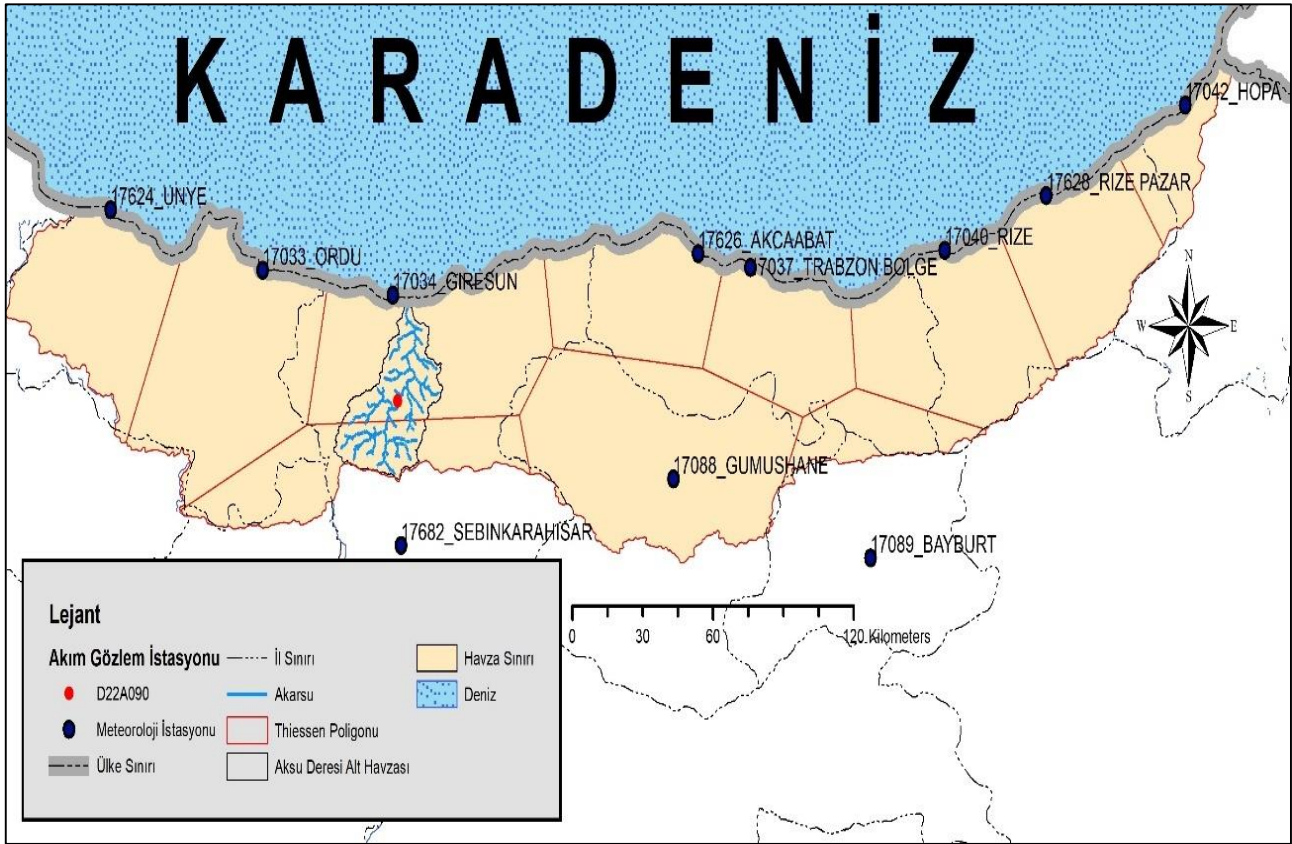 KARADENİZ
17042_HOPA
17628_RIZE PAZAR
17624_UNYE
17040_RIZE
17626_AKCAABAT
17037_TRABZON BOLGE
17033_ORDU
17034_GIRESUN
N
W E
S
17088_GUMUSHANE
17682_SEBINKARAHISAR
17089_BAYBURT
0 30 60 120 Kilometers
Lejant
Akım Gözlem İstasyonu
D22A090
Meteoroloji İstasyonu
Ülke Sınırı
İl Sınırı
Akarsu
Thiessen Poligonu
Aksu Deresi Alt Havzası
Havza Sınırı
Deniz